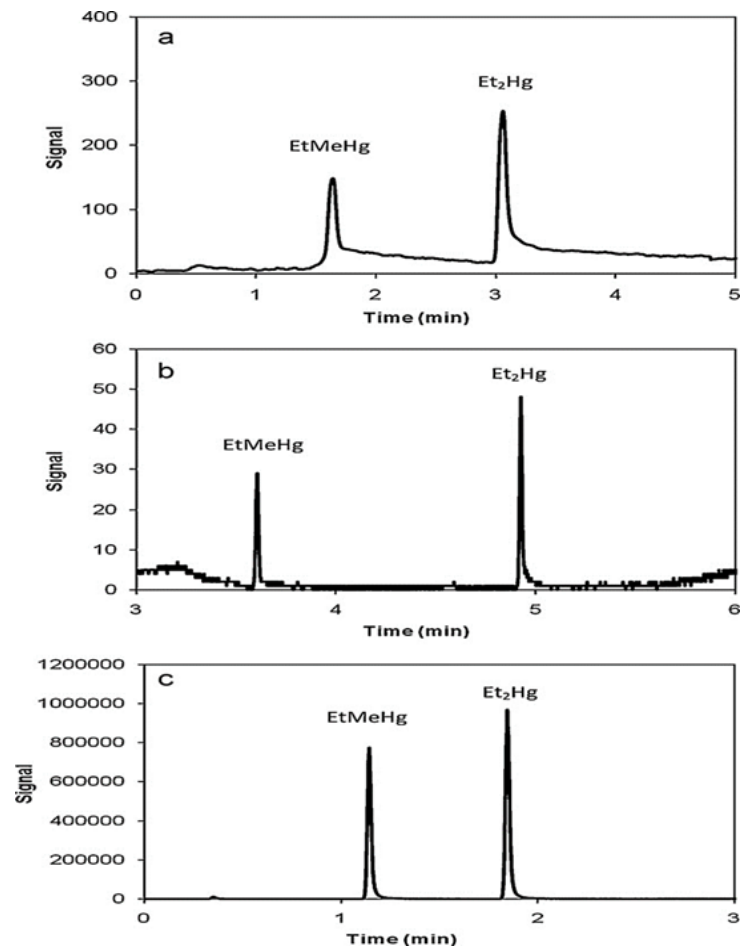 a
400
300
200
100
0
Signal
EtMeHg
Et₂Hg
0 1 2 3 4 5
Time (min)
b
60
50
40
30
20
10
0
Signal
EtMeHg
Et₂Hg
3 4 5 6
Time (min)
c
1200000
1000000
800000
600000
400000
200000
0
Signal
EtMeHg
Et₂Hg
0 1 2 3
Time (min)